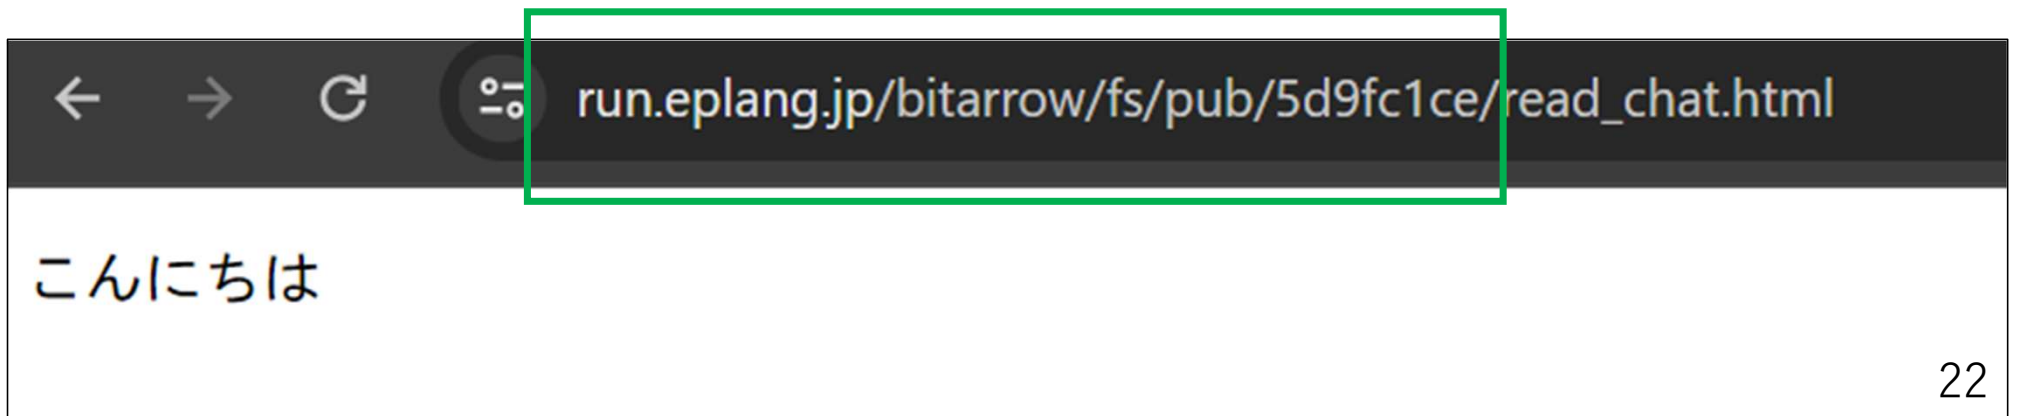 run.eplang.jp/bitarrow/fs/pub/5d9fc1ce/read_chat.html
こんにちは
22